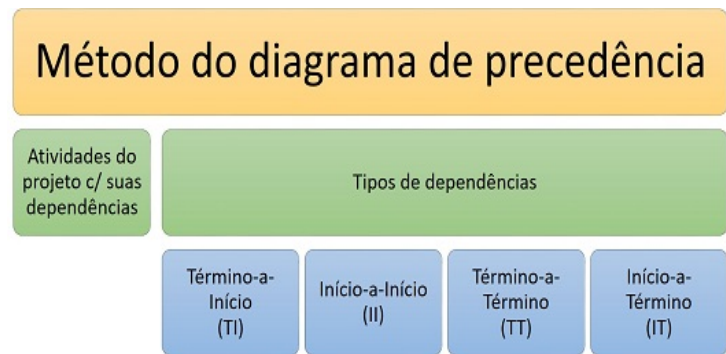 Método do diagrama de precedência
Atividades do
projeto c/ suas
dependências
Tipos de dependências
Término-a-
Início
(TI)
Início-a-Início
(II)
Término-a-
Término
(TT)
Início-a-
Término
(IT)